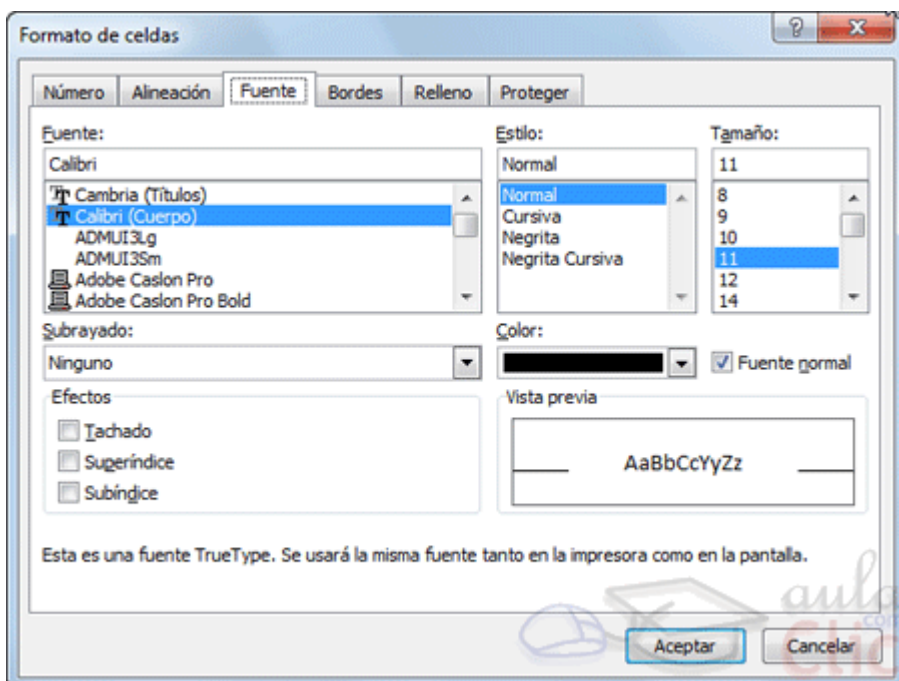 Formato de celdas
Número Alineación Fuente Bordes Relleno Proteger
Fuente: Estilo: Tamaño:
Calibri Normal 11
Cambria (Títulos) Normal 8
Calibri (Cuerpo) Cursiva 9
ADMUI3Lg Negrita 10
ADMUI3Sm Negrita Cursiva 11
Adobe Caslon Pro 12
Adobe Caslon Pro Bold 14
Subrayado: Color:
Ninguno Fuente normal
Efectos Vista previa
Tachado
Superíndice AaBbCcYyZz
Subíndice
Esta es una fuente TrueType. Se usará la misma fuente tanto en la impresora como en la pantalla.
aula
.com
Clic
Aceptar Cancelar